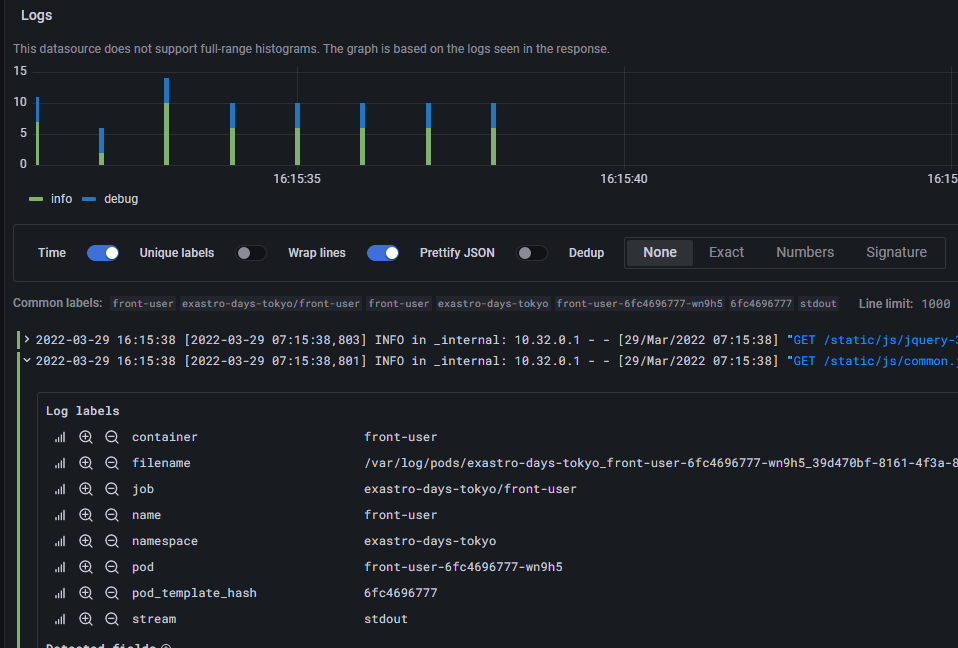 Logs
This datasource does not support full-range histograms. The graph is based on the logs seen in the response.
15
10
5
0
16:15:35 16:15:40 16:15
info debug
Time Unique labels Wrap lines Prettify JSON Dedup None Exact Numbers Signature
Common labels: front-user exastro-days-tokyo/front-user front-user exastro-days-tokyo front-user-6fc4696777-wn9h5 6fc4696777 stdout Line limit: 1000
2022-03-29 16:15:38 [2022-03-29 07:15:38,803] INFO in _internal: 10.32.0.1 - - [29/Mar/2022 07:15:38] "GET /static/js/jquery-3
2022-03-29 16:15:38 [2022-03-29 07:15:38,801] INFO in _internal: 10.32.0.1 - - [29/Mar/2022 07:15:38] "GET /static/js/common.
Log labels
container front-user
filename /var/log/pods/exastro-days-tokyo_front-user-6fc4696777-wn9h5_39d470bf-8161-4f3a-8
job exastro-days-tokyo/front-user
name front-user
namespace exastro-days-tokyo
pod front-user-6fc4696777-wn9h5
pod_template_hash 6fc4696777
stream stdout
Detected fields